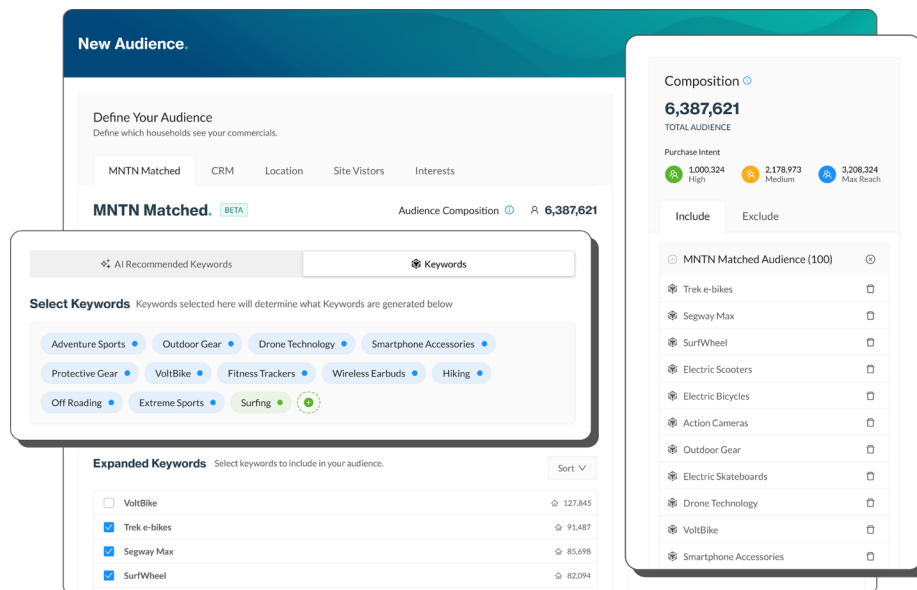 New Audience.
Define Your Audience
Define which households see your commercials.
MNTN Matched CRM Location Site Vistors Interests
MNTN Matched. BETA Audience Composition 6,387,621
AI Recommended Keywords Keywords
Select Keywords Keywords selected here will determine what Keywords are generated below
Adventure Sports Outdoor Gear Drone Technology Smartphone Accessories
Protective Gear VoltBike Fitness Trackers Wireless Earbuds Hiking
Off Roading Extreme Sports Surfing
Expanded Keywords Select keywords to include in your audience. Sort
VoltBike 127,845
Trek e-bikes 91,487
Segway Max 85,698
SurfWheel 82,094
Composition
6,387,621
TOTAL AUDIENCE
Purchase Intent
1,000,324 2,178,973 3,208,324
High Medium Max Reach
Include Exclude
MNTN Matched Audience (100)
Trek e-bikes
Segway Max
SurfWheel
Electric Scooters
Electric Bicycles
Action Cameras
Outdoor Gear
Electric Skateboards
Drone Technology
VoltBike
Smartphone Accessories